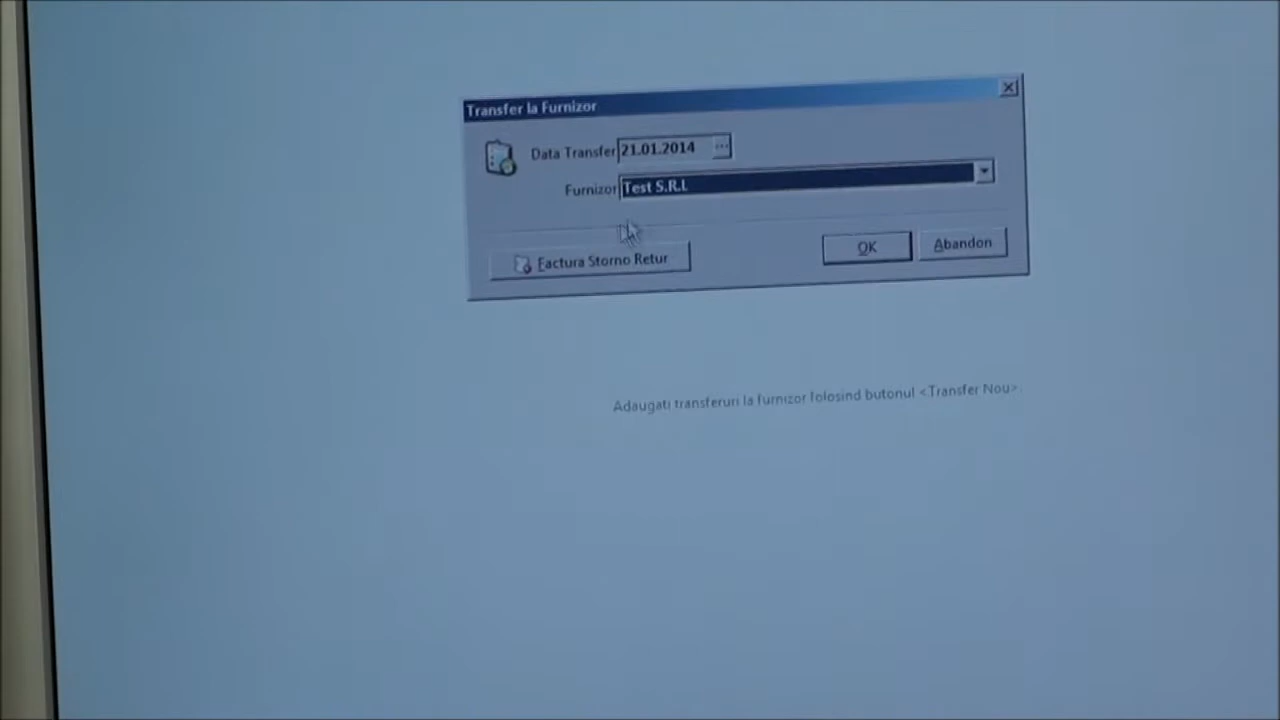 Transfer la Furnizor
Data Transfer 21.01.2014 ...
Furnizor Test S.R.L
Factura Storno Retur
OK
Abandon
Adaugati transferuri la furnizor folosind butonul <Transfer Nou>.